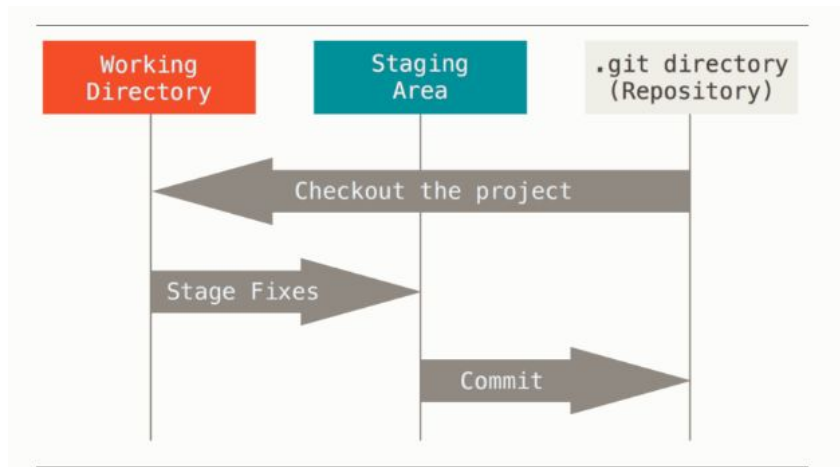 Working
Directory
Staging
Area
.git directory
(Repository)
Checkout the project
Stage Fixes
Commit